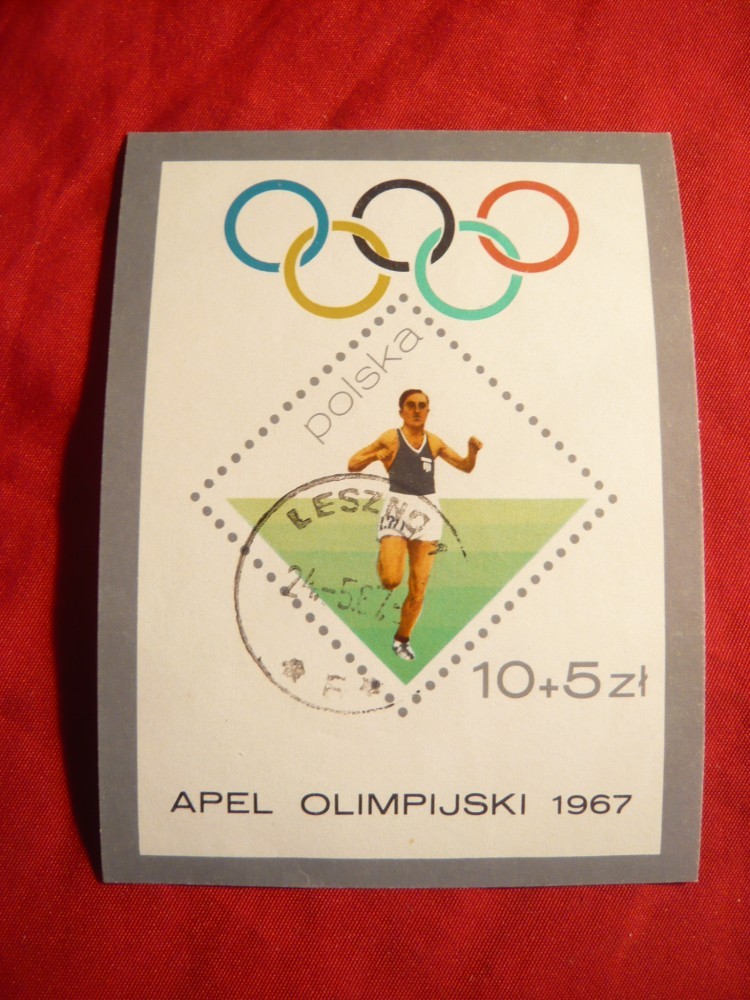 polska
LESZNO
24.-5.67.
* F *
10+5 zł
APEL OLIMPIJSKI 1967